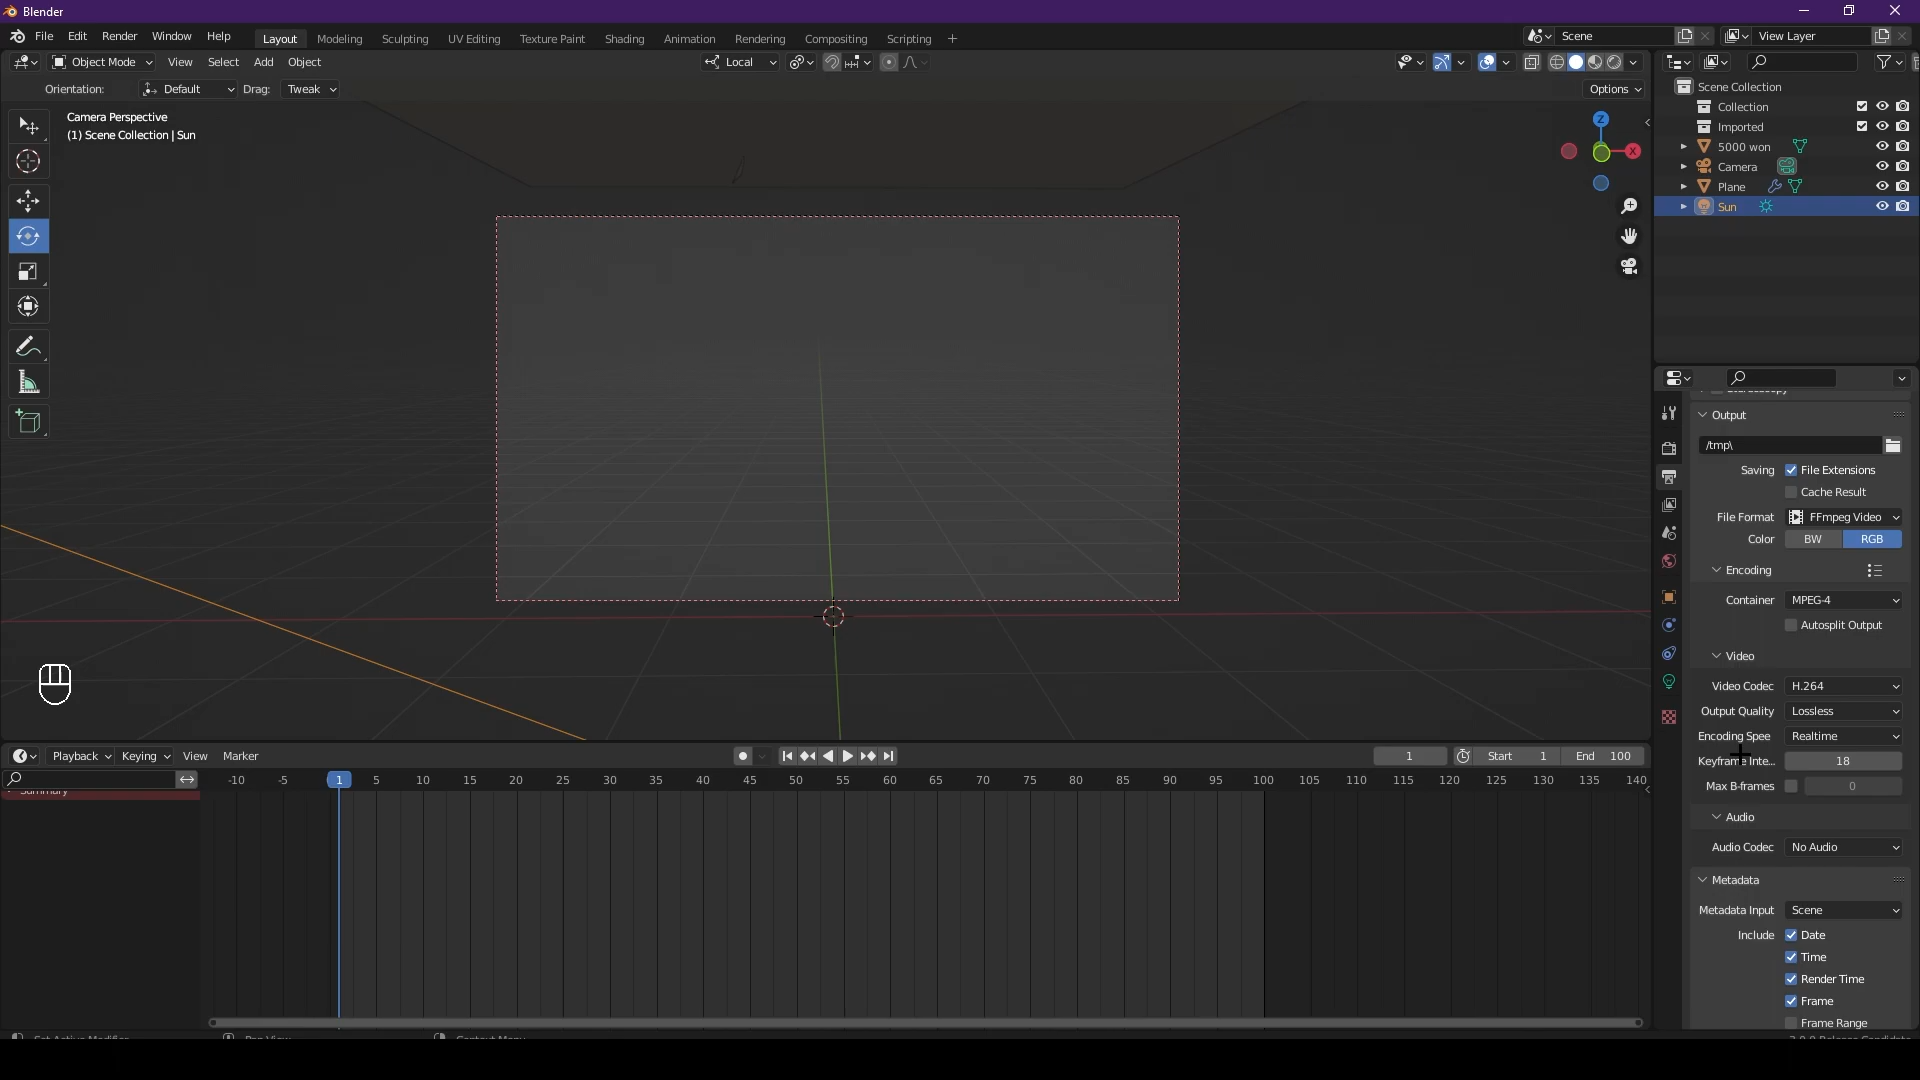 Blender
File Edit Render Window Help
Layout Modeling Sculpting UV Editing Texture Paint Shading Animation Rendering Compositing Scripting +
Scene View Layer
Object Mode View Select Add Object
Local
Orientation: Default Drag: Tweak Options
Camera Perspective
(1) Scene Collection | Sun
Z
X
Scene Collection
Collection
Imported
5000 won
Camera
Plane
Sun
Output
/tmp\
Saving File Extensions
Cache Result
File Format FFmpeg Video
Color BW RGB
Encoding
Container MPEG-4
Autosplit Output
Video
Video Codec H.264
Output Quality Lossless
Encoding Spee Realtime
Keyframe Inte... 18
Max B-frames 0
Audio
Audio Codec No Audio
Metadata
Metadata Input Scene
Include Date
Time
Render Time
Frame
Frame Range
Playback Keying View Marker
1 Start 1 End 100
-10 -5 1 5 10 15 20 25 30 35 40 45 50 55 60 65 70 75 80 85 90 95 100 105 110 115 120 125 130 135 140
Summary